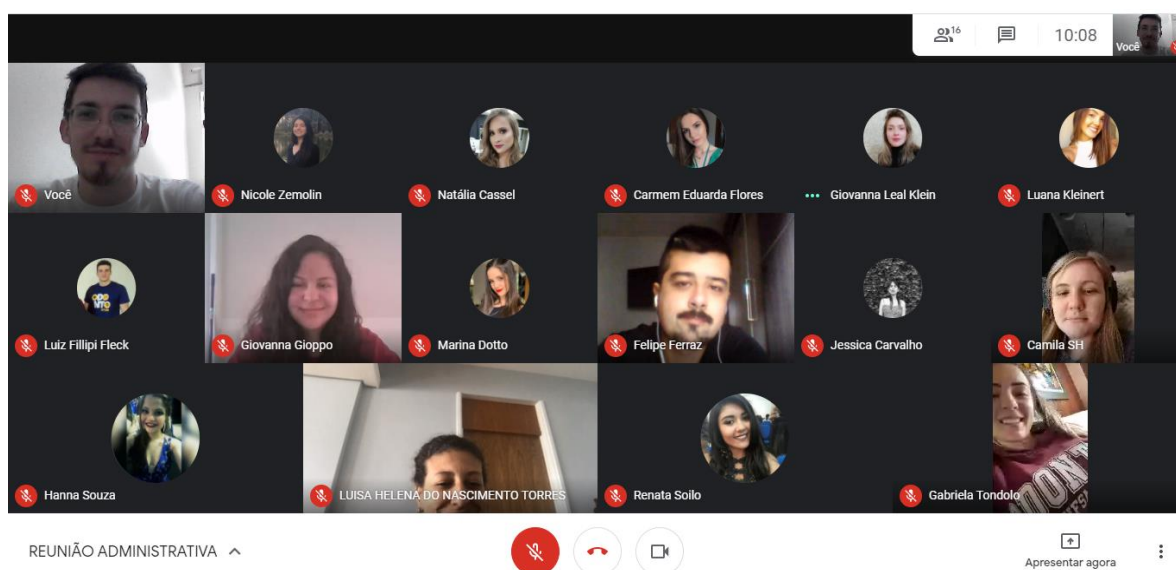 16
10:08
Você
Você
Nicole Zemolin
Natália Cassel
Carmem Eduarda Flores
Giovanna Leal Klein
Luana Kleinert
ODO
NTO
Luiz Fillipi Fleck
Giovanna Gioppo
Marina Dotto
Felipe Ferraz
Jessica Carvalho
Camila SH
Hanna Souza
LUISA HELENA DO NASCIMENTO TORRES
Renata Soilo
Gabriela Tondolo
REUNIÃO ADMINISTRATIVA
Apresentar agora